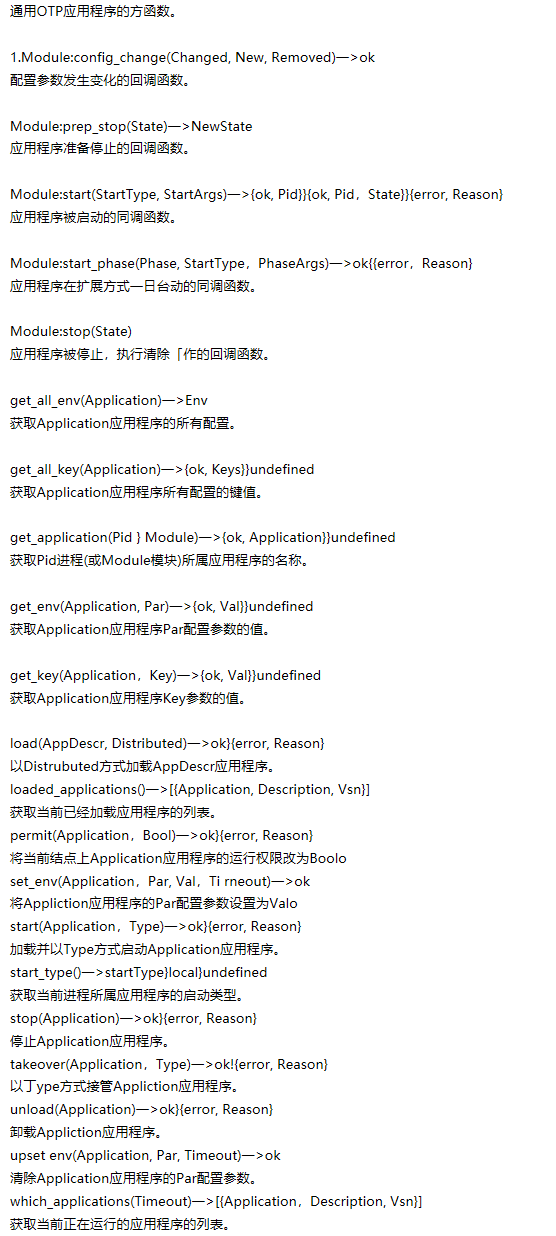 通用OTP应用程序的方函数。
1.Module:config_change(Changed, New, Removed)—>ok
配置参数发生变化的回调函数。
Module:prep_stop(State)—>NewState
应用程序准备停止的回调函数。
Module:start(StartType, StartArgs)—>{ok, Pid}}{ok, Pid，State}}{error, Reason}
应用程序被启动的同调函数。
Module:start_phase(Phase, StartType，PhaseArgs)—>ok{{error，Reason}
应用程序在扩展方式一日台动的同调函数。
Module:stop(State)
应用程序被停止，执行清除「作的回调函数。
get_all_env(Application)—>Env
获取Application应用程序的所有配置。
get_all_key(Application)—>{ok, Keys}}undefined
获取Application应用程序所有配置的键值。
get_application(Pid } Module)—>{ok, Application}}undefined
获取Pid进程(或Module模块)所属应用程序的名称。
get_env(Application, Par)—>{ok, Val}}undefined
获取Application应用程序Par配置参数的值。
get_key(Application，Key)—>{ok, Val}}undefined
获取Application应用程序Key参数的值。
load(AppDescr, Distributed)—>ok}{error, Reason}
以Distrubuted方式加载AppDescr应用程序。
loaded_applications()—>[{Application, Description, Vsn}]
获取当前已经加载应用程序的列表。
permit(Application，Bool)—>ok}{error, Reason}
将当前结点上Application应用程序的运行权限改为Boolo
set_env(Application，Par, Val，Ti rneout)—>ok
将Appliction应用程序的Par配置参数设置为Valo
start(Application，Type)—>ok}{error, Reason}
加载并以Type方式启动Application应用程序。
start_type()—>startType}local}undefined
获取当前进程所属应用程序的启动类型。
stop(Application)—>ok}{error, Reason}
停止Application应用程序。
takeover(Application，Type)—>ok!{error, Reason}
以丁ype方式接管Appliction应用程序。
unload(Application)—>ok}{error, Reason}
卸载Appliction应用程序。
upset env(Application, Par, Timeout)—>ok
清除Application应用程序的Par配置参数。
which_applications(Timeout)—>[{Application，Description, Vsn}]
获取当前正在运行的应用程序的列表。